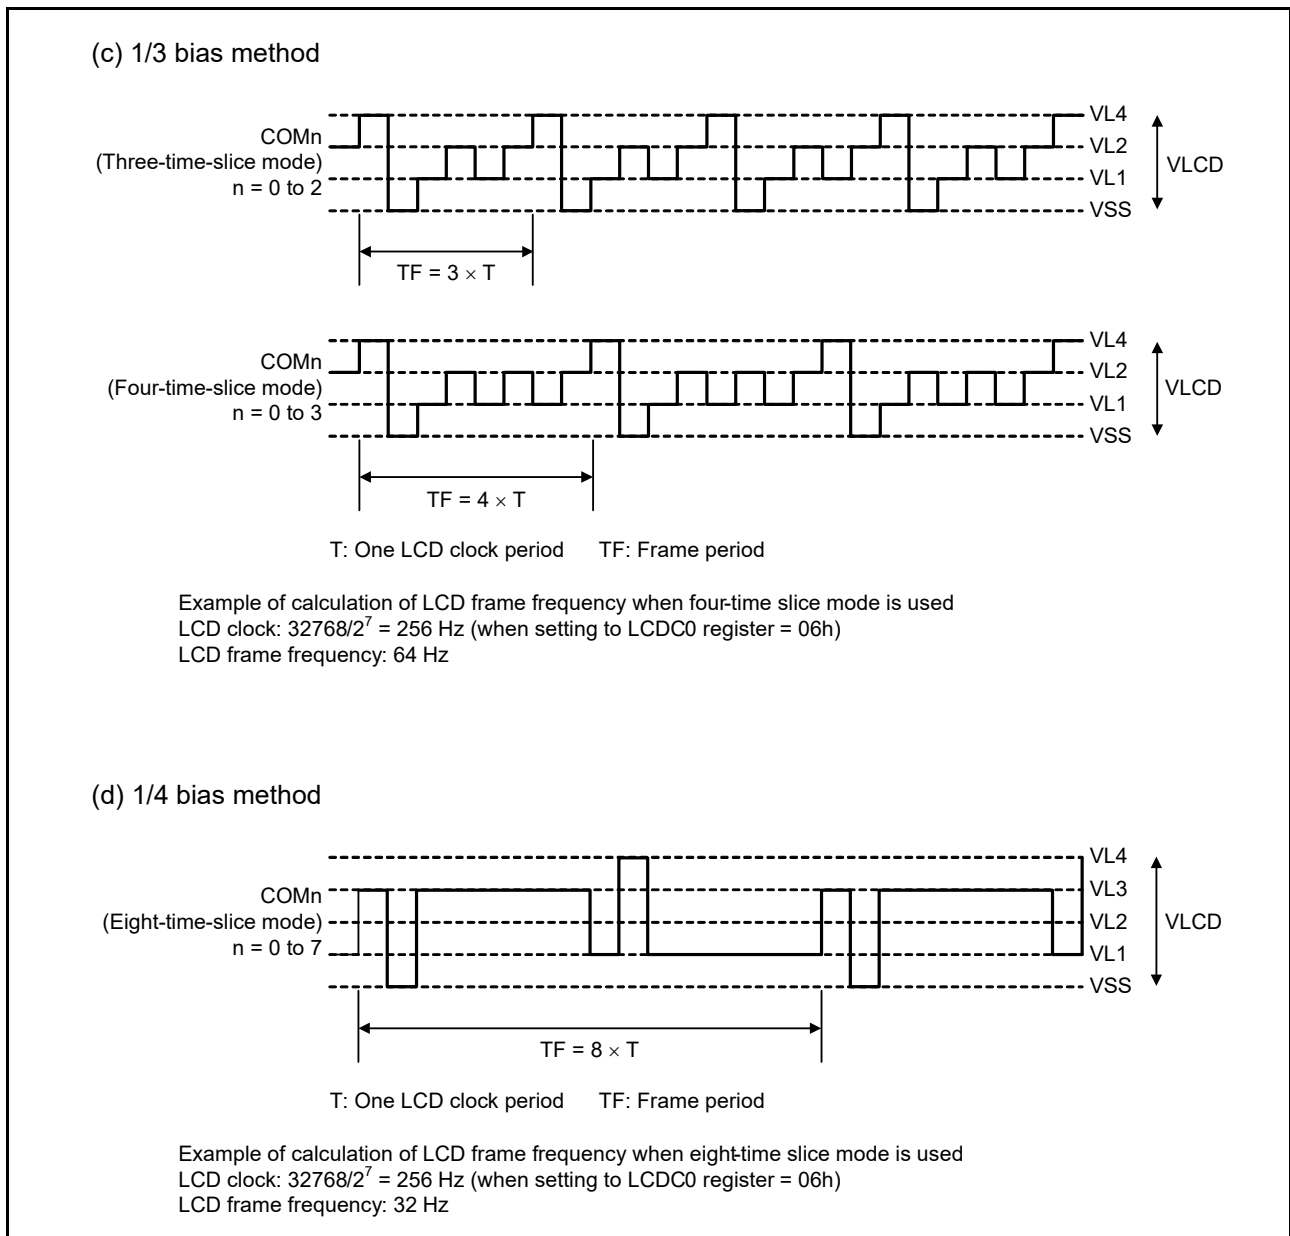 (c) 1/3 bias method
COMn
(Three-time-slice mode)
n = 0 to 2
VL4
VL2
VL1
VSS
VLCD
TF = 3 × T
COMn
(Four-time-slice mode)
n = 0 to 3
VL4
VL2
VL1
VSS
VLCD
TF = 4 × T
T: One LCD clock period TF: Frame period
Example of calculation of LCD frame frequency when four-time slice mode is used
LCD clock: 32768/2⁷ = 256 Hz (when setting to LCDC0 register = 06h)
LCD frame frequency: 64 Hz
(d) 1/4 bias method
COMn
(Eight-time-slice mode)
n = 0 to 7
VL4
VL3
VL2
VL1
VSS
VLCD
TF = 8 × T
T: One LCD clock period TF: Frame period
Example of calculation of LCD frame frequency when eight-time slice mode is used
LCD clock: 32768/2⁷ = 256 Hz (when setting to LCDC0 register = 06h)
LCD frame frequency: 32 Hz